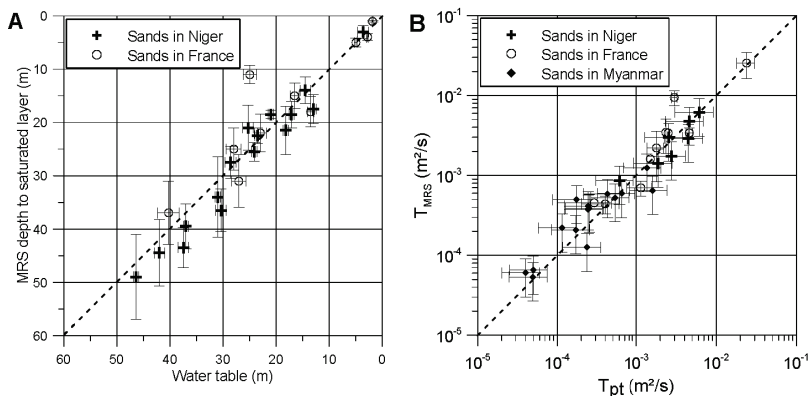 A
Sands in Niger
Sands in France
MRS depth to saturated layer (m)
0
10
20
30
40
50
60
60 50 40 30 20 10 0
Water table (m)
B
Sands in Niger
Sands in France
Sands in Myanmar
T_MRS (m²/s)
10⁻¹
10⁻²
10⁻³
10⁻⁴
10⁻⁵
10⁻⁵ 10⁻⁴ 10⁻³ 10⁻² 10⁻¹
T_pt (m²/s)